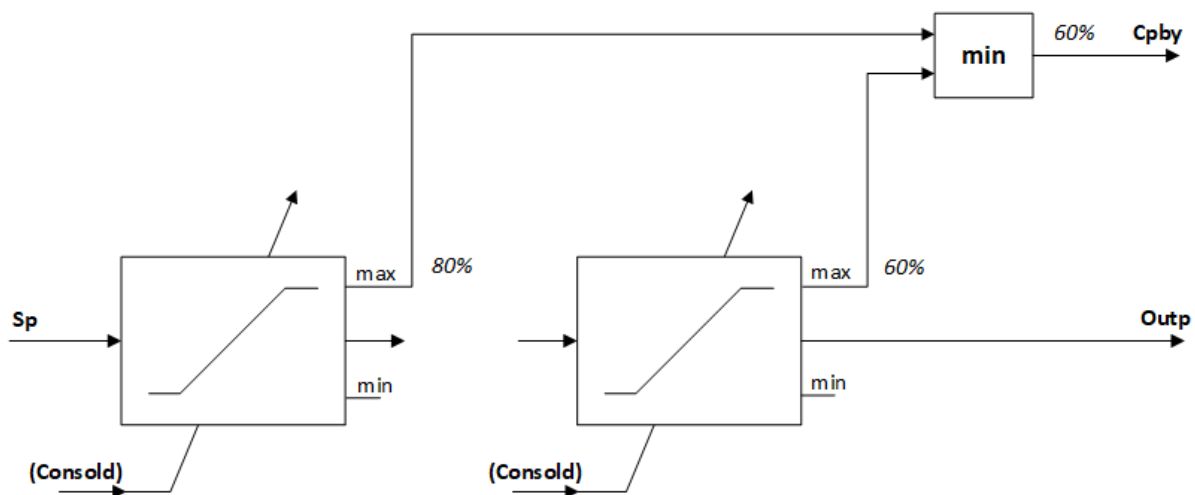 60%
Cpby
min
max
80%
max
60%
Sp
Outp
min
min
(Consold)
(Consold)